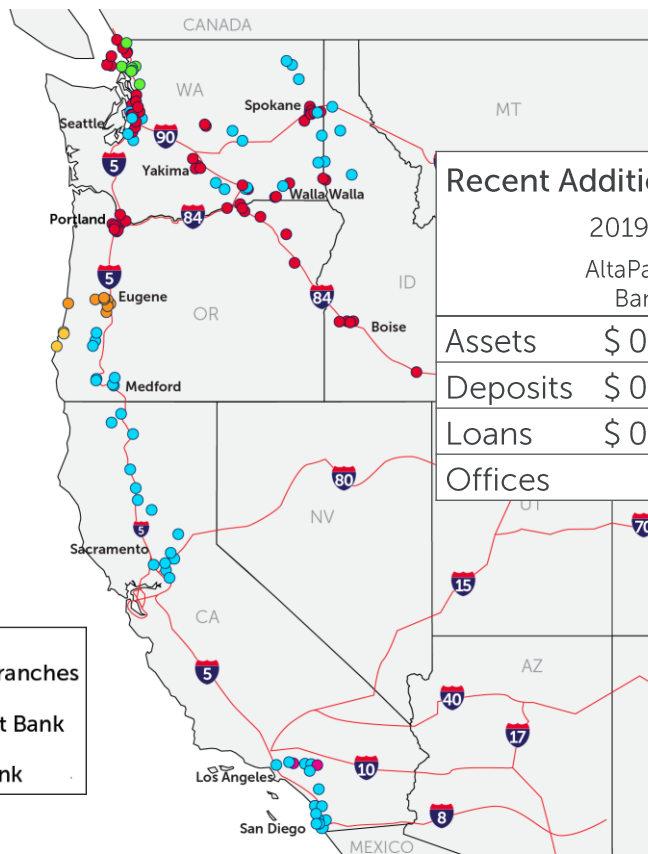 CANADA
WA
MT
Spokane
Seattle
90
5
Yakima
Walla Walla
Portland
84
5
Eugene
OR
ID
84
Boise
Medford
Recent Additi
2019
AltaPa
Ban
Assets $ 0
Deposits $ 0
Loans $ 0
Offices
80
NV
UT
70
5
Sacramento
15
CA
ranches
t Bank
nk
5
AZ
40
17
Los Angeles
10
San Diego
8
MEXICO